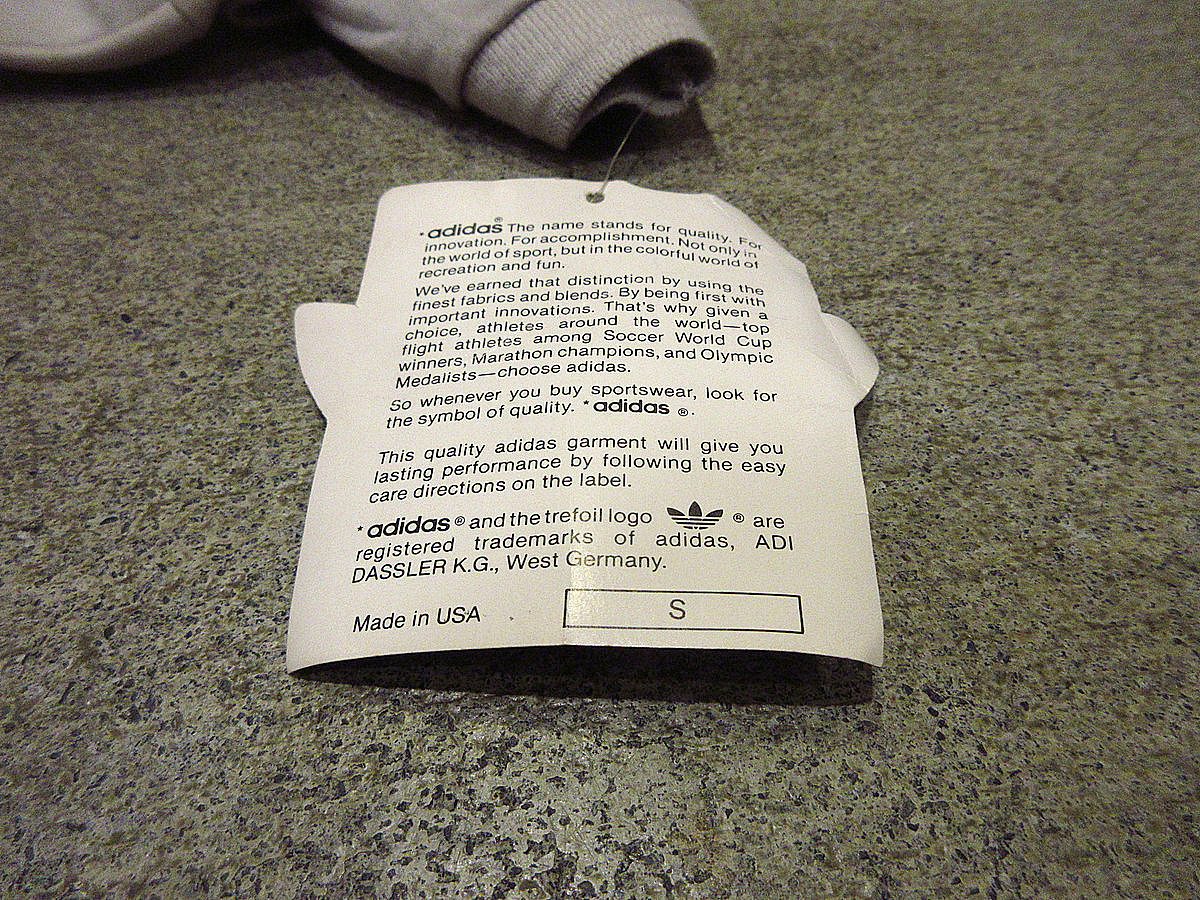 *adidas® The name stands for quality. For
innovation. For accomplishment. Not only in
the world of sport, but in the colorful world of
recreation and fun.
We've earned that distinction by using the
finest fabrics and blends. By being first with
important innovations. That's why given a
choice, athletes around the world—top
flight athletes among Soccer World Cup
winners, Marathon champions, and Olympic
Medalists—choose adidas.
So whenever you buy sportswear, look for
the symbol of quality. *adidas ®.
This quality adidas garment will give you
lasting performance by following the easy
care directions on the label.
*adidas ® and the trefoil logo ® are
registered trademarks of adidas, ADI
DASSLER K.G., West Germany.
Made in USA S